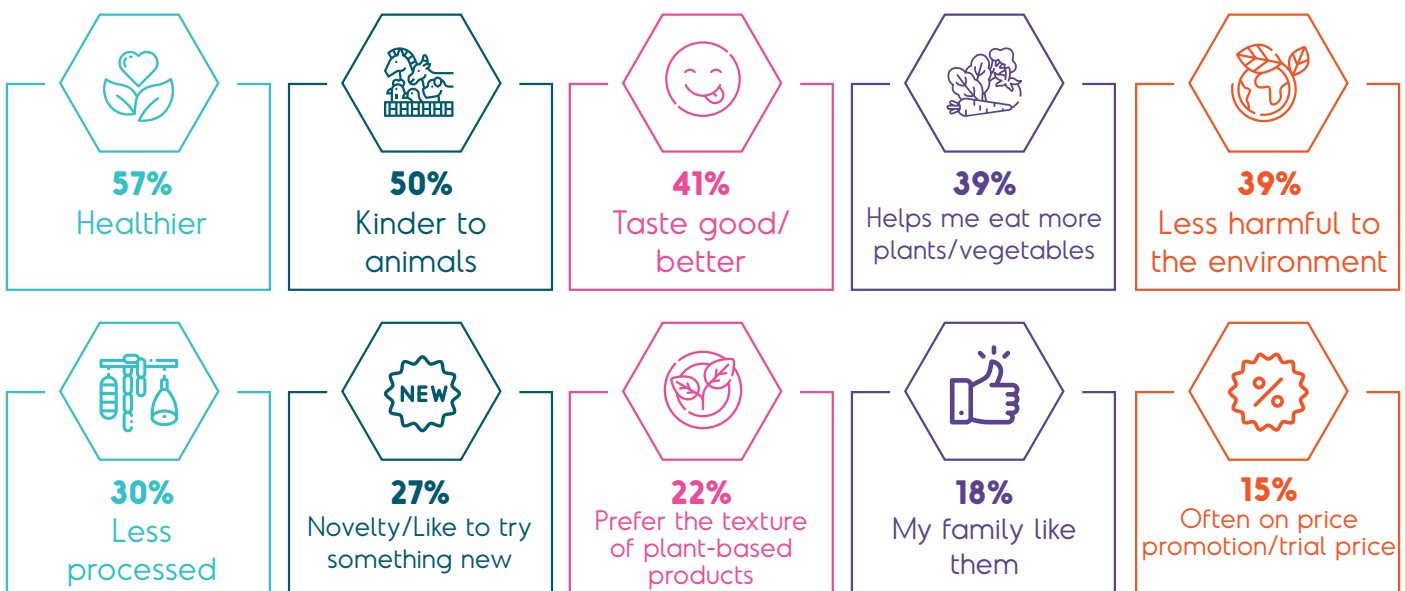 57%
Healthier
50%
Kinder to
animals
41%
Taste good/
better
39%
Helps me eat more
plants/vegetables
39%
Less harmful to
the environment
30%
Less
processed
NEW
27%
Novelty/Like to try
something new
22%
Prefer the texture
of plant-based
products
18%
My family like
them
%
15%
Often on price
promotion/trial price